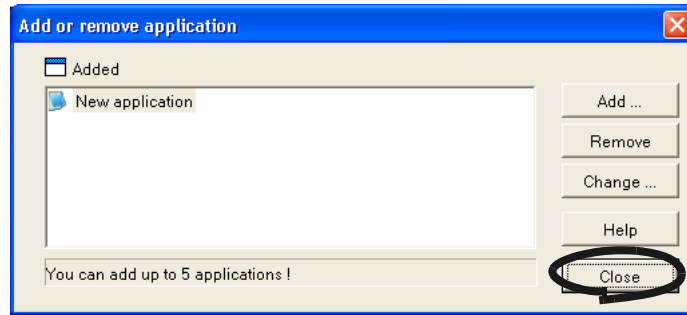 Add or remove application
Added
New application
Add ...
Remove
Change ...
Help
You can add up to 5 applications !
Close